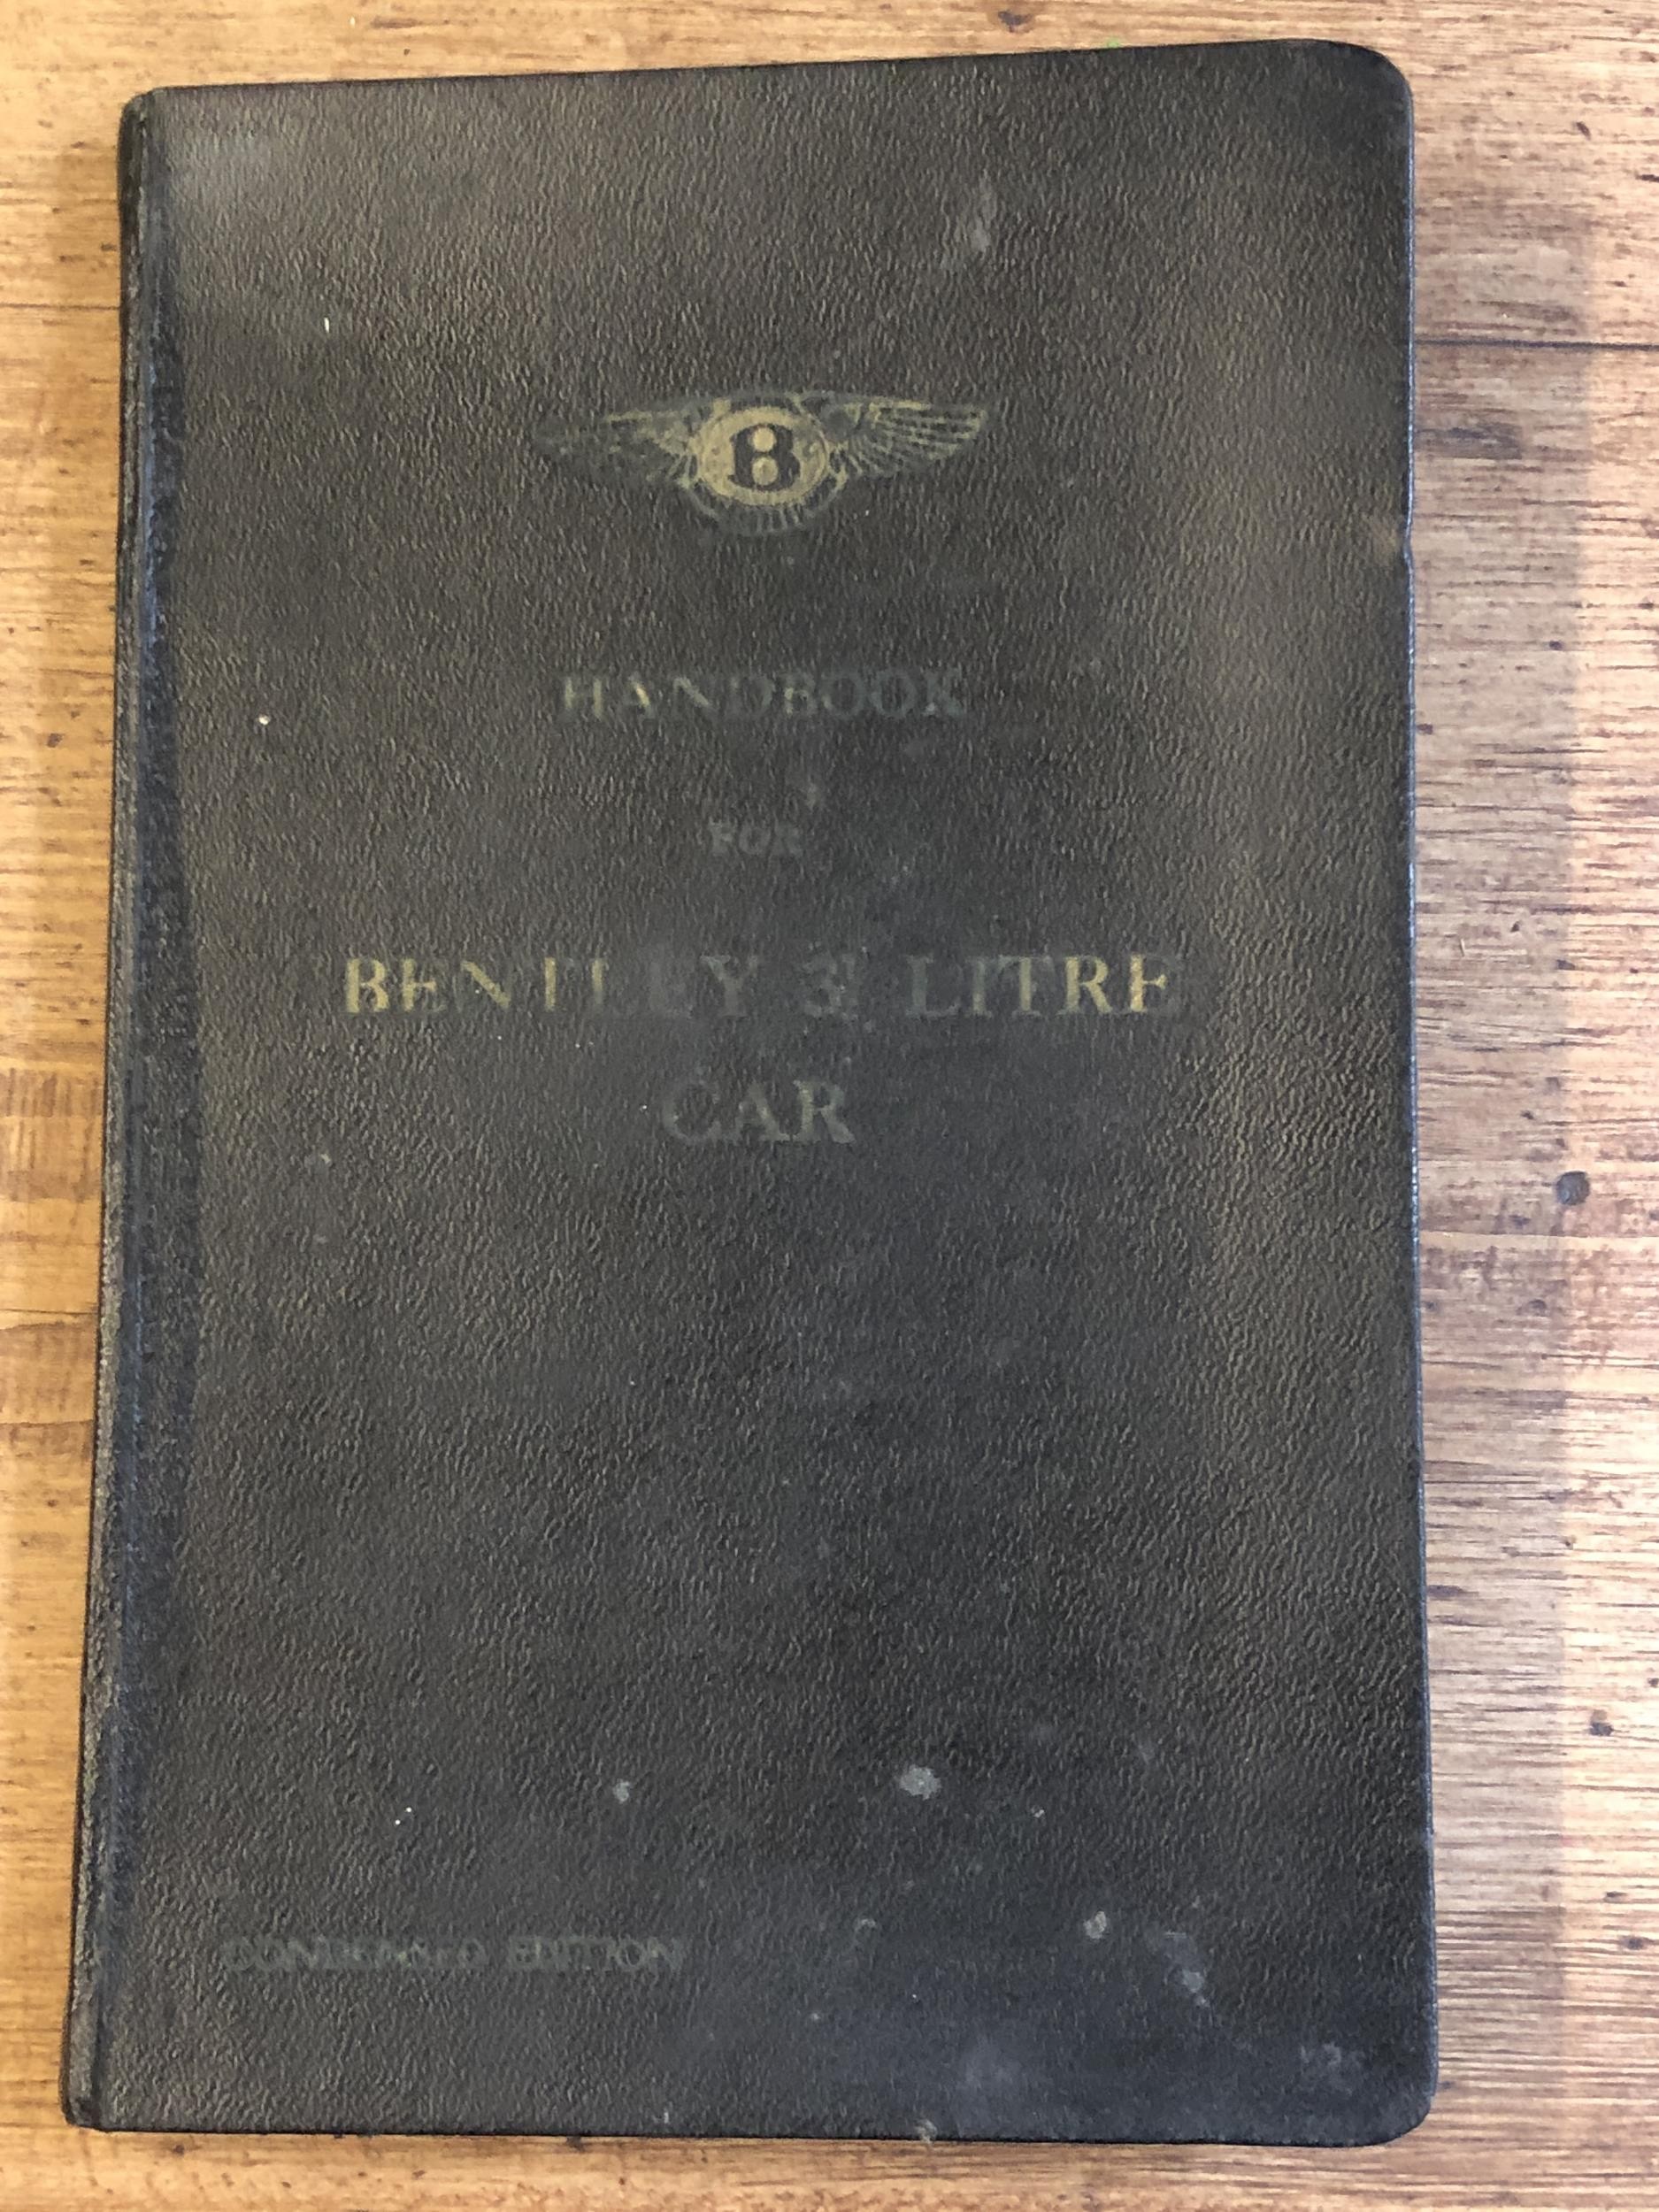 B
HANDBOOK
FOR
BENTLEY 3½ LITRE
CAR
CONDENSED EDITION